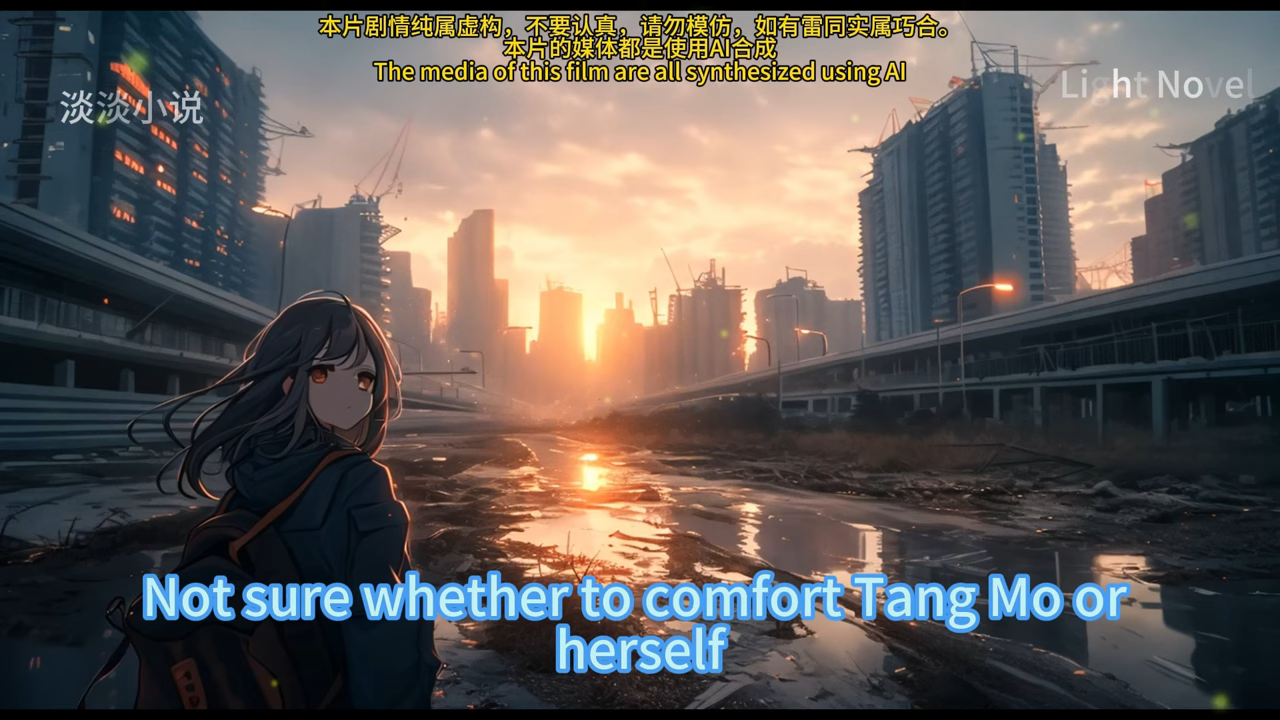 本片剧情纯属虚构，不要认真，请勿模仿，如有雷同实属巧合。
本片的媒体都是使用AI合成
The media of this film are all synthesized using AI
淡淡小说
Light Novel
Not sure whether to comfort Tang Mo or
herself